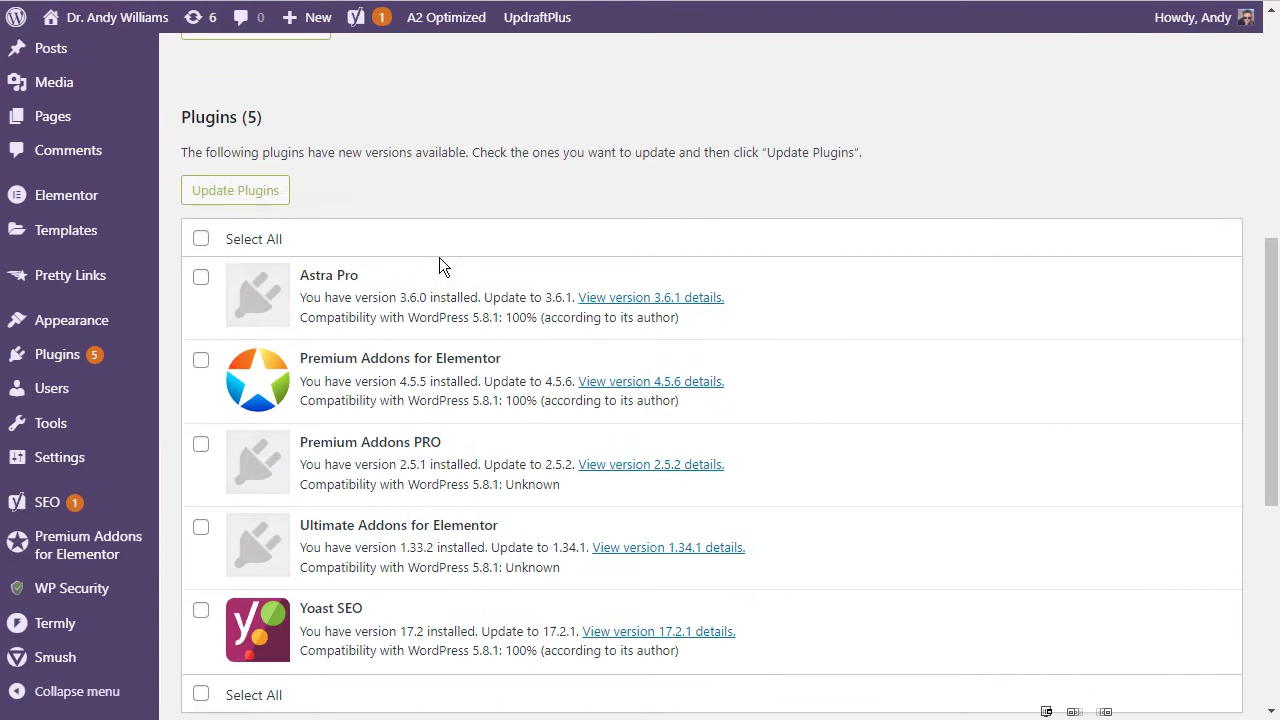 Dr. Andy Williams 6 0 New 1 A2 Optimized UpdraftPlus Howdy, Andy
Posts
Media
Pages
Comments
Elementor
Templates
Pretty Links
Appearance
Plugins 5
Users
Tools
Settings
SEO 1
Premium Addons
for Elementor
WP Security
Termly
Smush
Collapse menu
Plugins (5)
The following plugins have new versions available. Check the ones you want to update and then click “Update Plugins”.
Update Plugins
Select All
Astra Pro
You have version 3.6.0 installed. Update to 3.6.1. View version 3.6.1 details.
Compatibility with WordPress 5.8.1: 100% (according to its author)
Premium Addons for Elementor
You have version 4.5.5 installed. Update to 4.5.6. View version 4.5.6 details.
Compatibility with WordPress 5.8.1: 100% (according to its author)
Premium Addons PRO
You have version 2.5.1 installed. Update to 2.5.2. View version 2.5.2 details.
Compatibility with WordPress 5.8.1: Unknown
Ultimate Addons for Elementor
You have version 1.33.2 installed. Update to 1.34.1. View version 1.34.1 details.
Compatibility with WordPress 5.8.1: Unknown
Yoast SEO
You have version 17.2 installed. Update to 17.2.1. View version 17.2.1 details.
Compatibility with WordPress 5.8.1: 100% (according to its author)
Select All